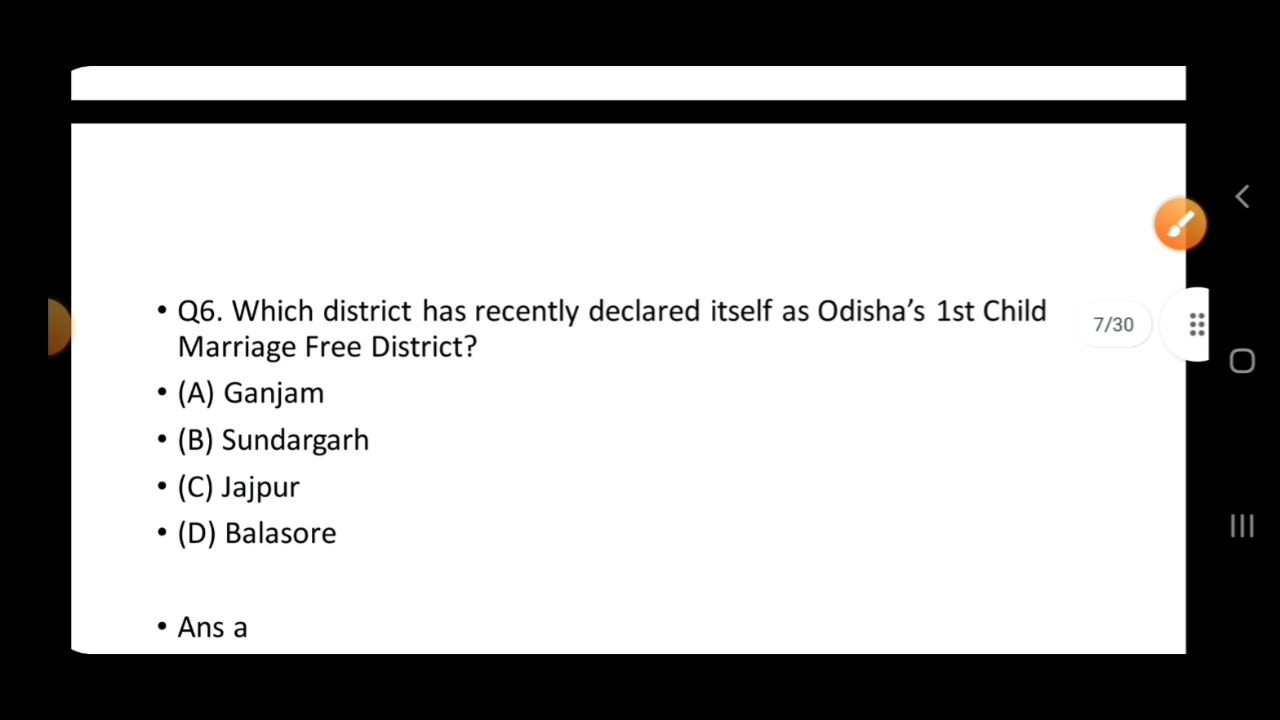 • Q6. Which district has recently declared itself as Odisha’s 1st Child
Marriage Free District?
• (A) Ganjam
• (B) Sundargarh
• (C) Jajpur
• (D) Balasore
• Ans a
7/30